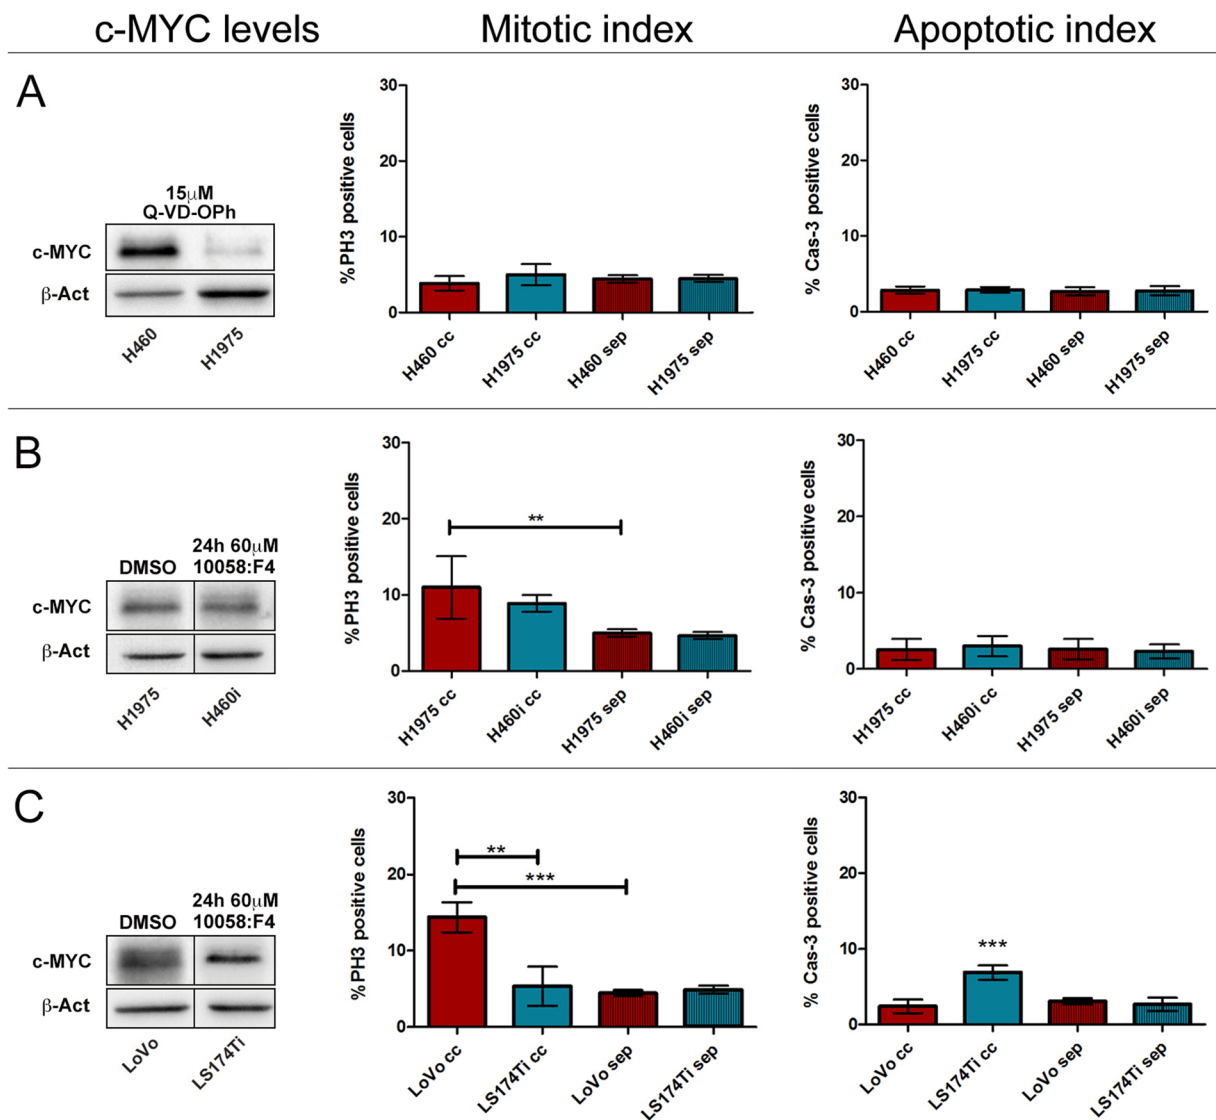 c-MYC levels
Mitotic index
Apoptotic index
A
15μM
Q-VD-OPh
c-MYC
β-Act
H460
H1975
%PH3 positive cells
30
20
10
0
H460 cc
H1975 cc
H460 sep
H1975 sep
% Cas-3 positive cells
30
20
10
0
H460 cc
H1975 cc
H460 sep
H1975 sep
B
DMSO
24h 60μM
10058:F4
c-MYC
β-Act
H1975
H460i
%PH3 positive cells
30
20
10
0
**
H1975 cc
H460i cc
H1975 sep
H460i sep
% Cas-3 positive cells
30
20
10
0
H1975 cc
H460i cc
H1975 sep
H460i sep
C
DMSO
24h 60μM
10058:F4
c-MYC
β-Act
LoVo
LS174Ti
%PH3 positive cells
30
20
10
0
**
***
LoVo cc
LS174Ti cc
LoVo sep
LS174Ti sep
% Cas-3 positive cells
30
20
10
0
***
LoVo cc
LS174Ti cc
LoVo sep
LS174Ti sep